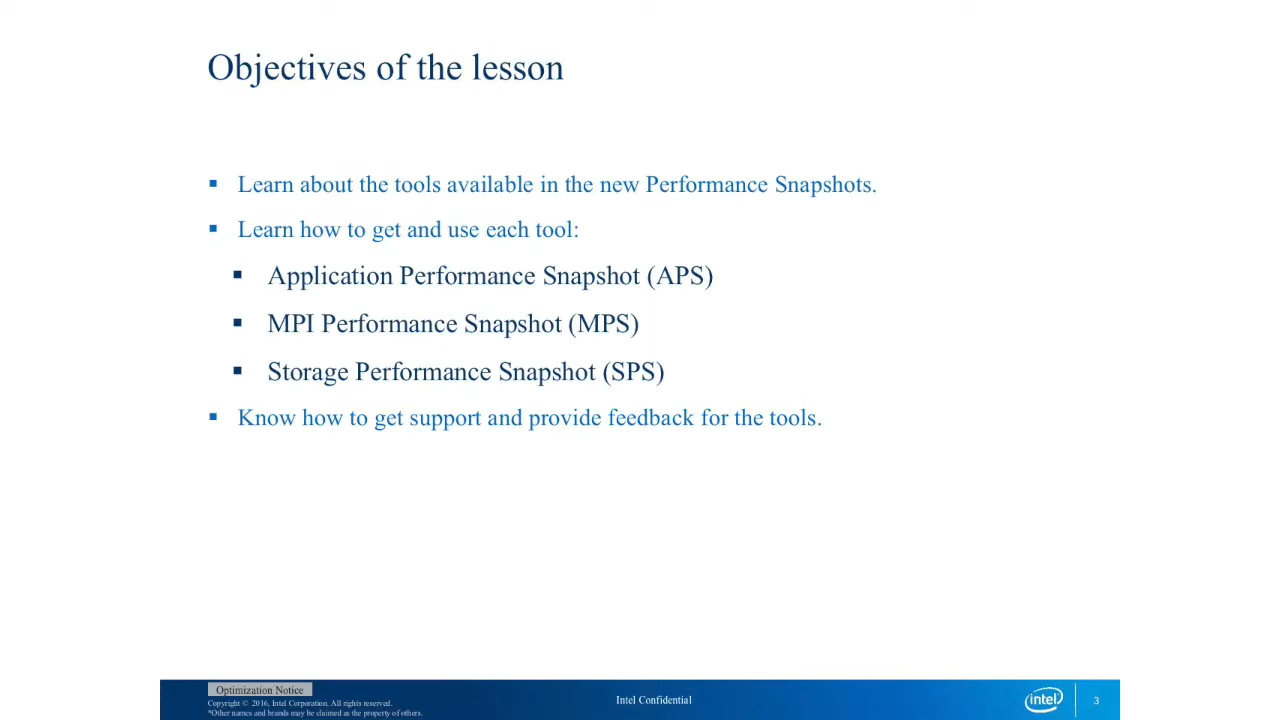 Objectives of the lesson
Learn about the tools available in the new Performance Snapshots.
Learn how to get and use each tool:
Application Performance Snapshot (APS)
MPI Performance Snapshot (MPS)
Storage Performance Snapshot (SPS)
Know how to get support and provide feedback for the tools.
Optimization Notice
Copyright © 2016, Intel Corporation. All rights reserved.
*Other names and brands may be claimed as the property of others.
Intel Confidential
intel
3